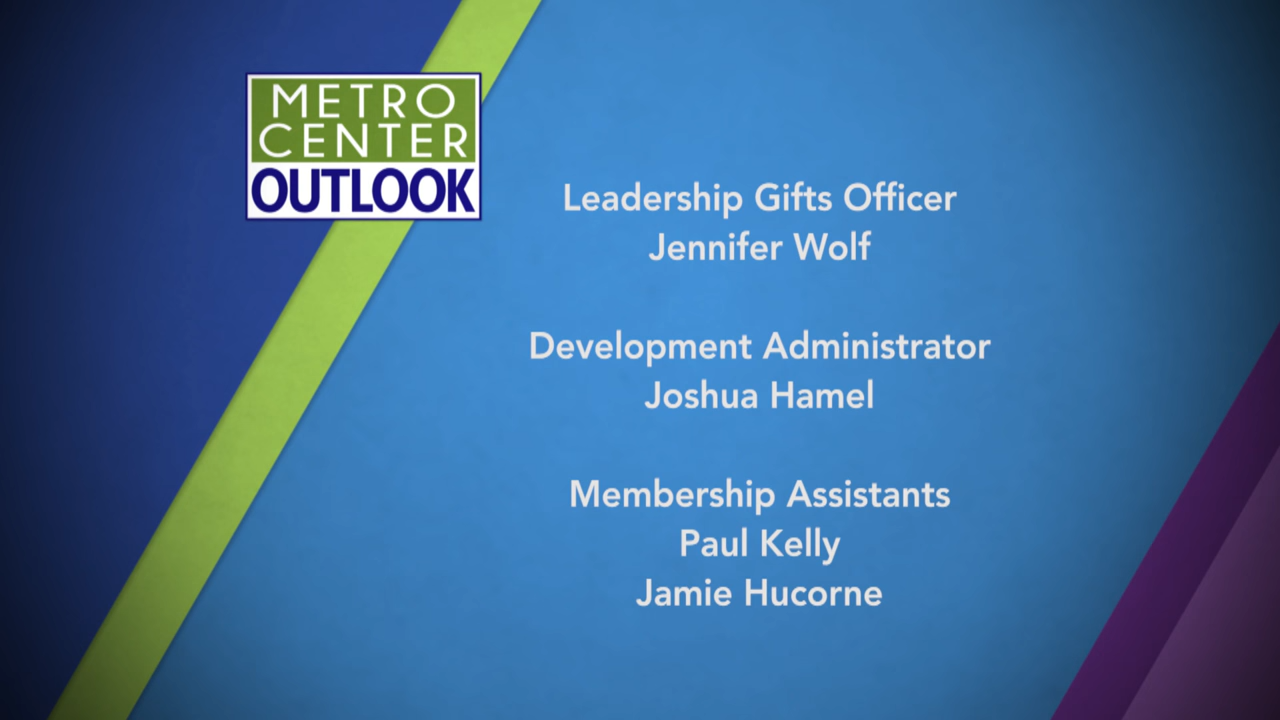 METRO
CENTER
OUTLOOK
Leadership Gifts Officer
Jennifer Wolf
Development Administrator
Joshua Hamel
Membership Assistants
Paul Kelly
Jamie Hucorne